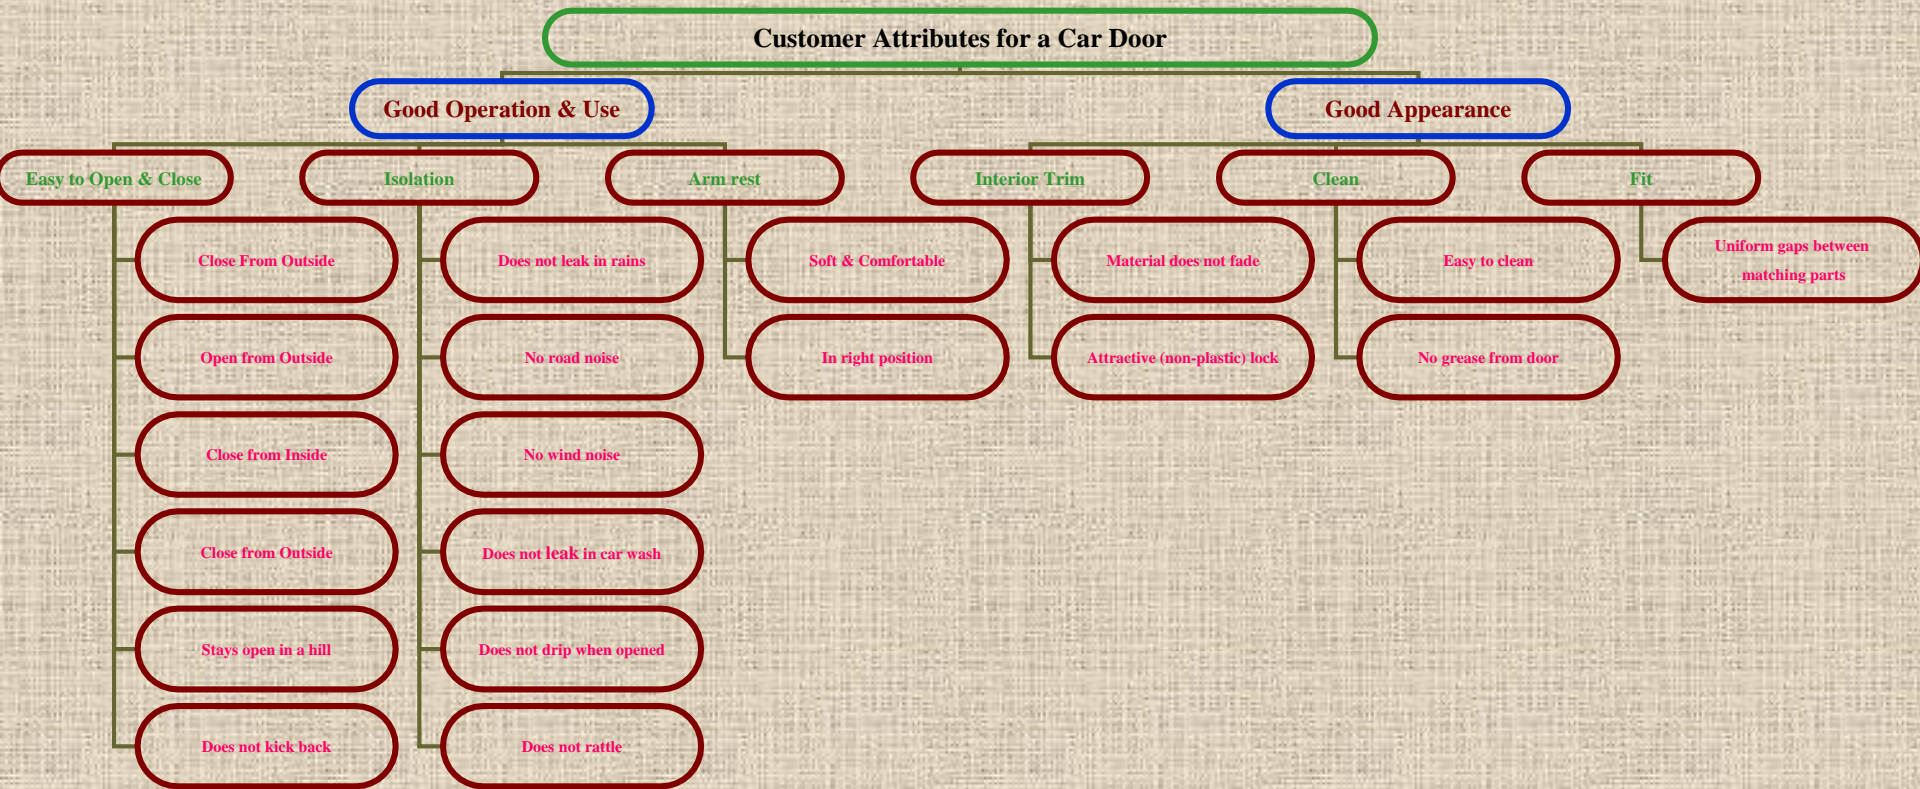 Customer Attributes for a Car Door
Good Operation & Use
Good Appearance
Easy to Open & Close
Isolation
Arm rest
Interior Trim
Clean
Fit
Close From Outside
Open from Outside
Close from Inside
Close from Outside
Stays open in a hill
Does not kick back
Does not leak in rains
No road noise
No wind noise
Does not leak in car wash
Does not drip when opened
Does not rattle
Soft & Comfortable
In right position
Material does not fade
Attractive (non-plastic) lock
Easy to clean
No grease from door
Uniform gaps between
matching parts